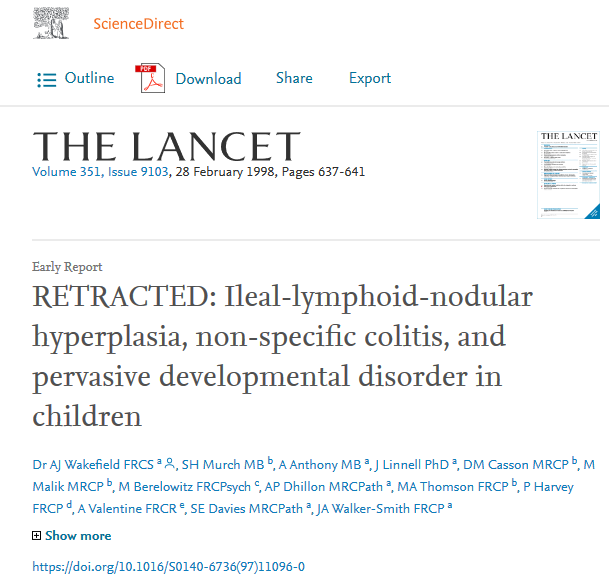 ScienceDirect
Outline
PDF
Download
Share
Export
THE LANCET
Volume 351, Issue 9103, 28 February 1998, Pages 637-641
THE LANCET
Early Report
RETRACTED: Ileal-lymphoid-nodular
hyperplasia, non-specific colitis, and
pervasive developmental disorder in
children
Dr AJ Wakefield FRCS a, SH Murch MB b, A Anthony MB a, J Linnell PhD a, DM Casson MRCP b, M
Malik MRCP b, M Berelowitz FRCPsych c, AP Dhillon MRCPath a, MA Thomson FRCP b, P Harvey
FRCP d, A Valentine FRCR e, SE Davies MRCPath a, JA Walker-Smith FRCP a
Show more
https://doi.org/10.1016/S0140-6736(97)11096-0